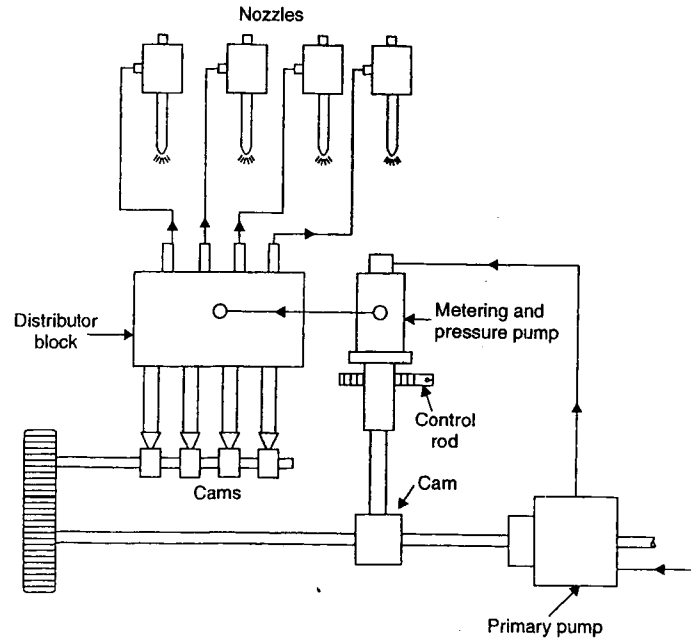 Nozzles
Distributor
block
Metering and
pressure pump
Control
rod
Cams
Cam
Primary pump